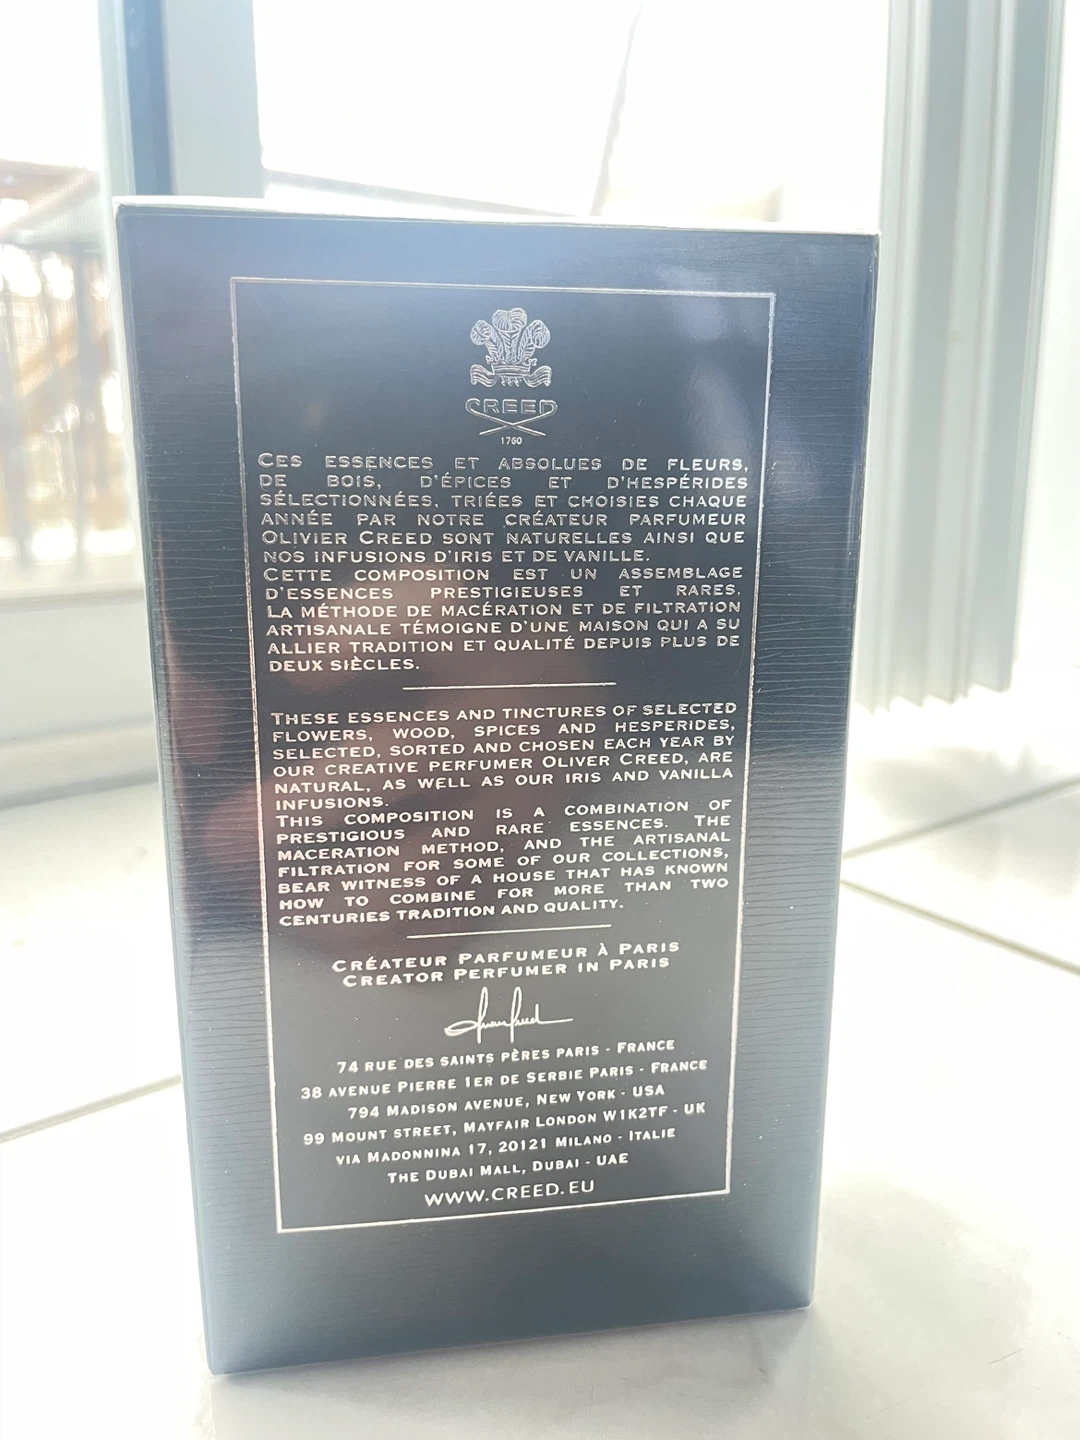 CREED
1760
CES ESSENCES ET ABSOLUES DE FLEURS,
DE BOIS, D'ÉPICES ET D'HESPÉRIDES
SÉLECTIONNÉES, TRIÉES ET CHOISIES CHAQUE
ANNÉE PAR NOTRE CRÉATEUR PARFUMEUR
OLIVIER CREED SONT NATURELLES AINSI QUE
NOS INFUSIONS D'IRIS ET DE VANILLE.
CETTE COMPOSITION EST UN ASSEMBLAGE
D'ESSENCES PRESTIGIEUSES ET RARES.
LA MÉTHODE DE MACÉRATION ET DE FILTRATION
ARTISANALE TÉMOIGNE D'UNE MAISON QUI A SU
ALLIER TRADITION ET QUALITÉ DEPUIS PLUS DE
DEUX SIÈCLES.
THESE ESSENCES AND TINCTURES OF SELECTED
FLOWERS, WOOD, SPICES AND HESPERIDES,
SELECTED, SORTED AND CHOSEN EACH YEAR BY
OUR CREATIVE PERFUMER OLIVER CREED, ARE
NATURAL, AS WELL AS OUR IRIS AND VANILLA
INFUSIONS.
THIS COMPOSITION IS A COMBINATION OF
PRESTIGIOUS AND RARE ESSENCES. THE
MACERATION METHOD, AND THE ARTISANAL
FILTRATION FOR SOME OF OUR COLLECTIONS,
BEAR WITNESS OF A HOUSE THAT HAS KNOWN
HOW TO COMBINE FOR MORE THAN TWO
CENTURIES TRADITION AND QUALITY.
CRÉATEUR PARFUMEUR À PARIS
CREATOR PERFUMER IN PARIS
74 RUE DES SAINTS PÈRES PARIS - FRANCE
38 AVENUE PIERRE 1ER DE SERBIE PARIS - FRANCE
794 MADISON AVENUE, NEW YORK - USA
99 MOUNT STREET, MAYFAIR LONDON W1K2TF - UK
VIA MADONNINA 17, 20121 MILANO - ITALIE
THE DUBAI MALL, DUBAI - UAE
WWW.CREED.EU